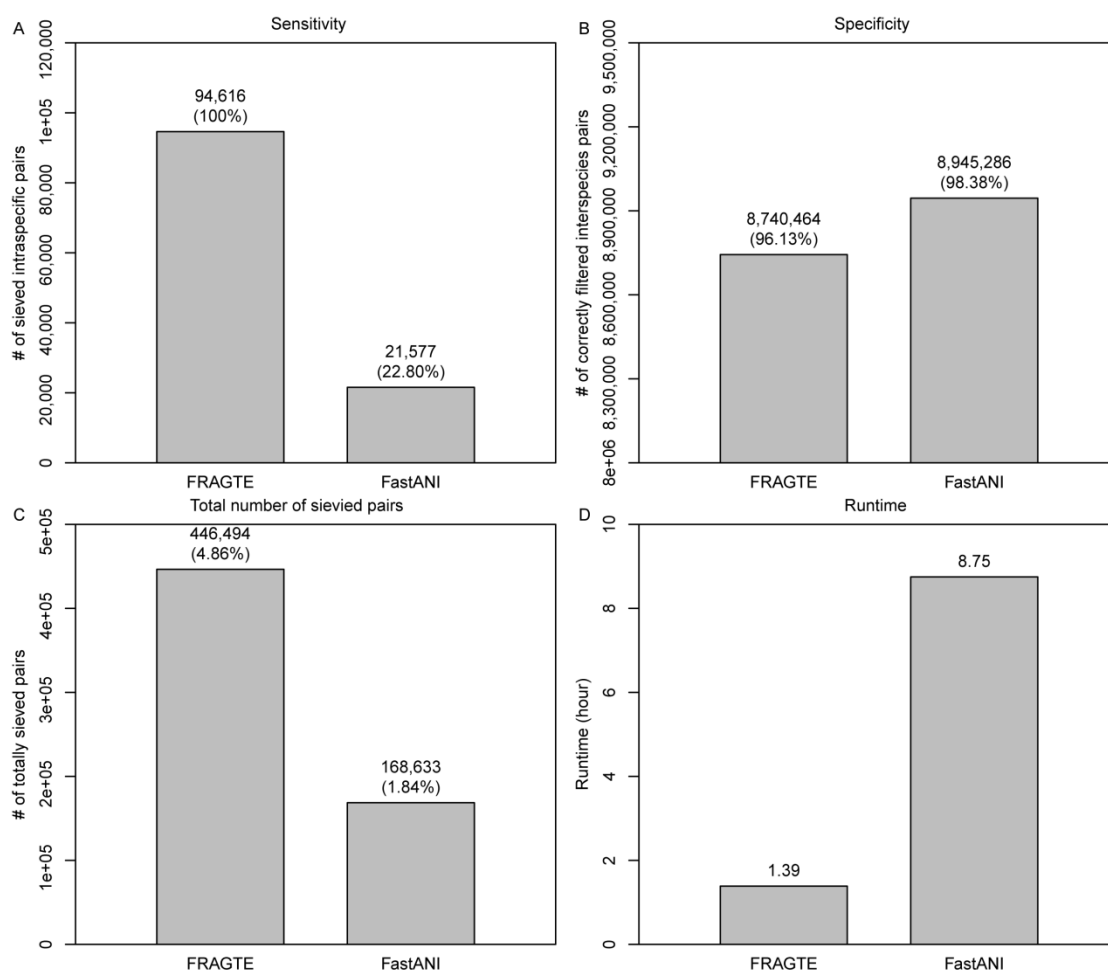 A
Sensitivity
# of sieved intraspecific pairs
120,000
1e+05
80,000
60,000
40,000
20,000
0
94,616
(100%)
21,577
(22.80%)
FRAGTE
FastANI
B
Specificity
# of correctly filtered interspecies pairs
9,500,000
9,200,000
8,900,000
8,600,000
8,300,000
8e+06
8,740,464
(96.13%)
8,945,286
(98.38%)
FRAGTE
FastANI
C
Total number of sievied pairs
# of totally sieved pairs
5e+05
4e+05
3e+05
2e+05
1e+05
0
446,494
(4.86%)
168,633
(1.84%)
FRAGTE
FastANI
D
Runtime
Runtime (hour)
10
8
6
4
2
0
1.39
8.75
FRAGTE
FastANI